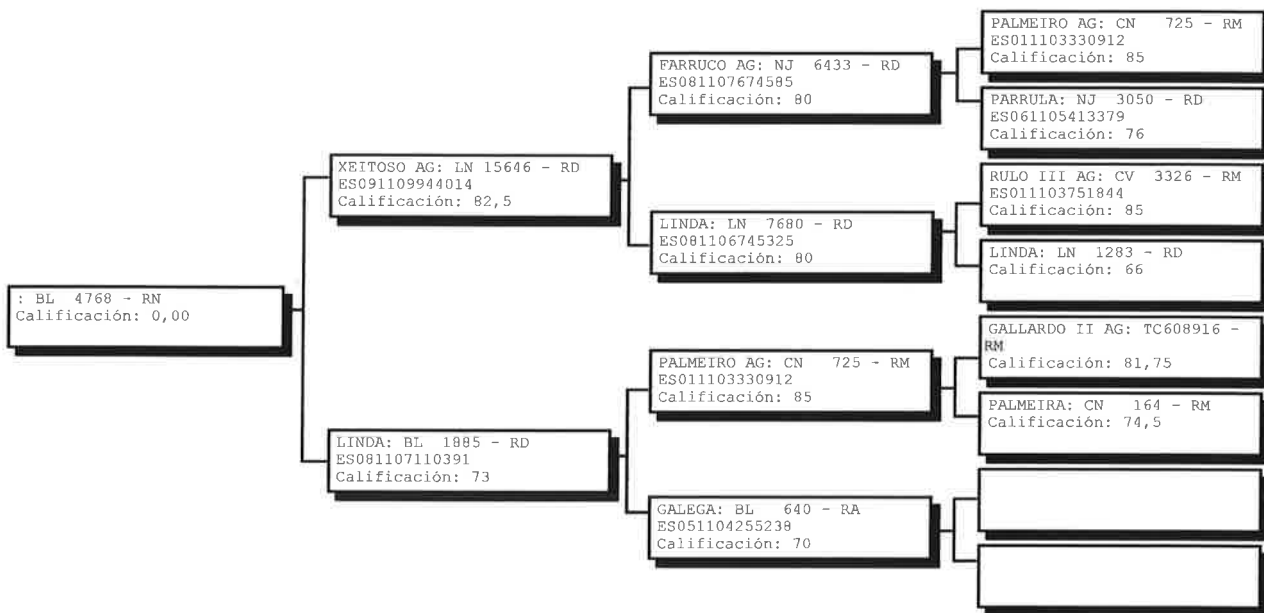 : BL 4768 - RN
Calificación: 0,00
XEITOSO AG: LN 15646 - RD
ES091109944014
Calificación: 82,5
LINDA: BL 1885 - RD
ES081107110391
Calificación: 73
FARRUCO AG: NJ 6433 - RD
ES081107674585
Calificación: 80
LINDA: LN 7680 - RD
ES081106745325
Calificación: 80
PALMEIRO AG: CN 725 - RM
ES011103330912
Calificación: 85
GALEGA: BL 640 - RA
ES051104255238
Calificación: 70
PALMEIRO AG: CN 725 - RM
ES011103330912
Calificación: 85
PARRULA: NJ 3050 - RD
ES061105413379
Calificación: 76
RULO III AG: CV 3326 - RM
ES011103751844
Calificación: 85
LINDA: LN 1283 - RD
Calificación: 66
GALLARDO II AG: TC608916 -
RM
Calificación: 81,75
PALMEIRA: CN 164 - RM
Calificación: 74,5